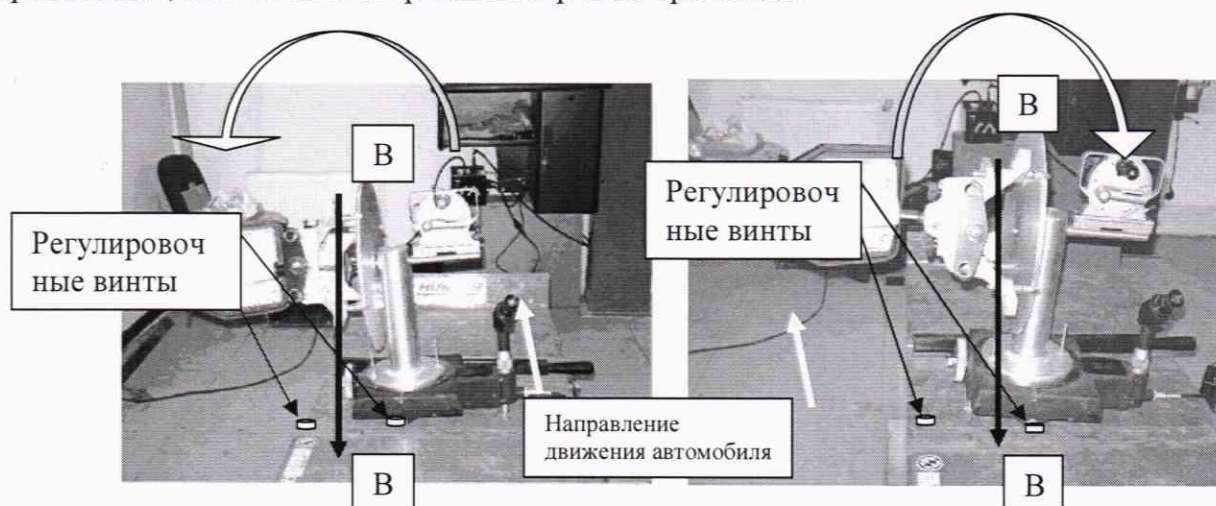 В
В
Регулировоч
ные винты
Регулировоч
ные винты
Направление
движения автомобиля
В
В